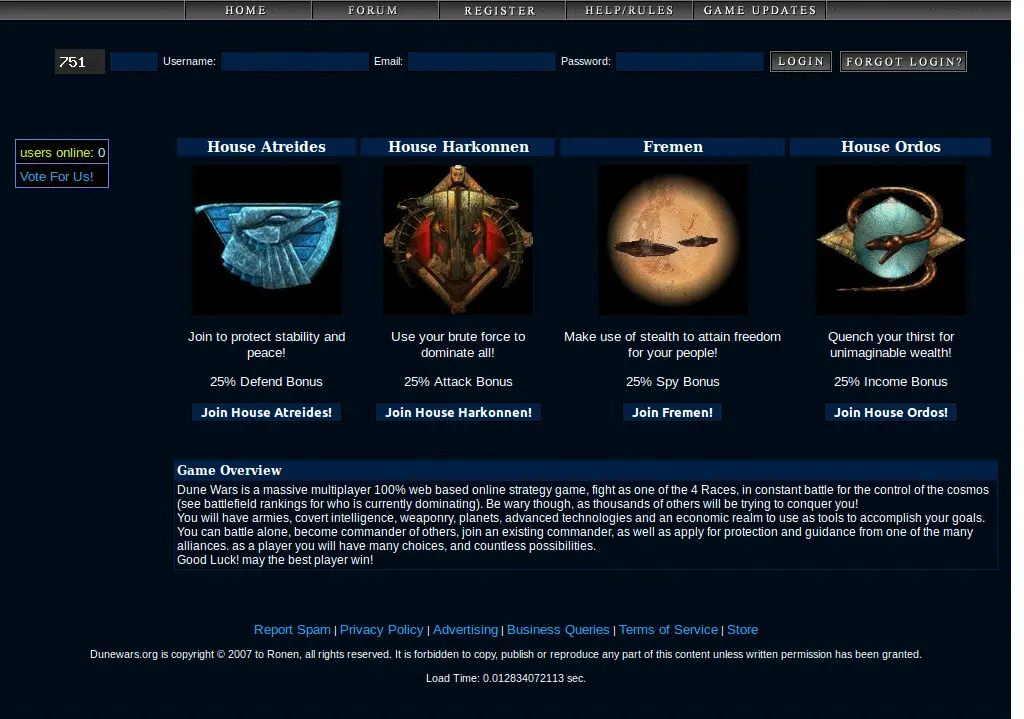 HOME FORUM REGISTER HELP/RULES GAME UPDATES
751 Username: Email: Password: LOGIN FORGOT LOGIN?
users online: 0
Vote For Us!
House Atreides House Harkonnen Fremen House Ordos
Join to protect stability and peace!
25% Defend Bonus
Join House Atreides!
Use your brute force to dominate all!
25% Attack Bonus
Join House Harkonnen!
Make use of stealth to attain freedom for your people!
25% Spy Bonus
Join Fremen!
Quench your thirst for unimaginable wealth!
25% Income Bonus
Join House Ordos!
Game Overview
Dune Wars is a massive multiplayer 100% web based online strategy game, fight as one of the 4 Races, in constant battle for the control of the cosmos
(see battlefield rankings for who is currently dominating). Be wary though, as thousands of others will be trying to conquer you!
You will have armies, covert intelligence, weaponry, planets, advanced technologies and an economic realm to use as tools to accomplish your goals.
You can battle alone, become commander of others, join an existing commander, as well as apply for protection and guidance from one of the many
alliances. as a player you will have many choices, and countless possibilities.
Good Luck! may the best player win!
Report Spam | Privacy Policy | Advertising | Business Queries | Terms of Service | Store
Dunewars.org is copyright © 2007 to Ronen, all rights reserved. It is forbidden to copy, publish or reproduce any part of this content unless written permission has been granted.
Load Time: 0.012834072113 sec.